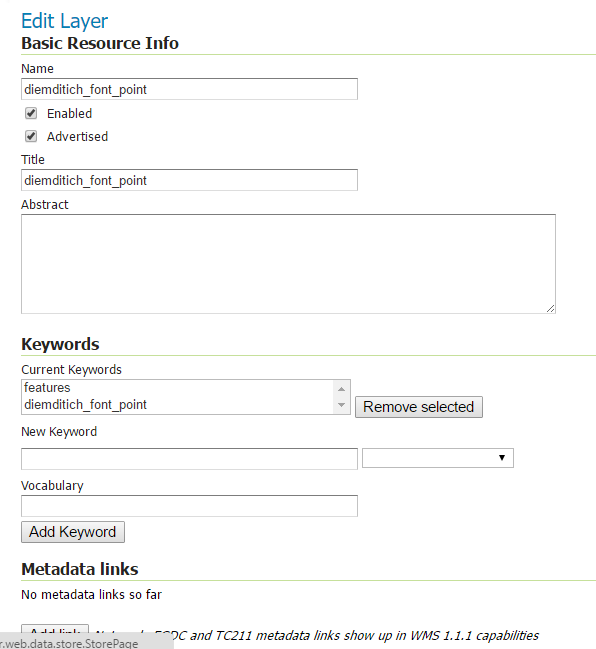 Edit Layer
Basic Resource Info
Name
diemditich_font_point
Enabled
Advertised
Title
diemditich_font_point
Abstract
Keywords
Current Keywords
features
diemditich_font_point
Remove selected
New Keyword
Vocabulary
Add Keyword
Metadata links
No metadata links so far
Add link
FGDC and TC211 metadata links show up in WMS 1.1.1 capabilities
r.web.data.store.StorePage